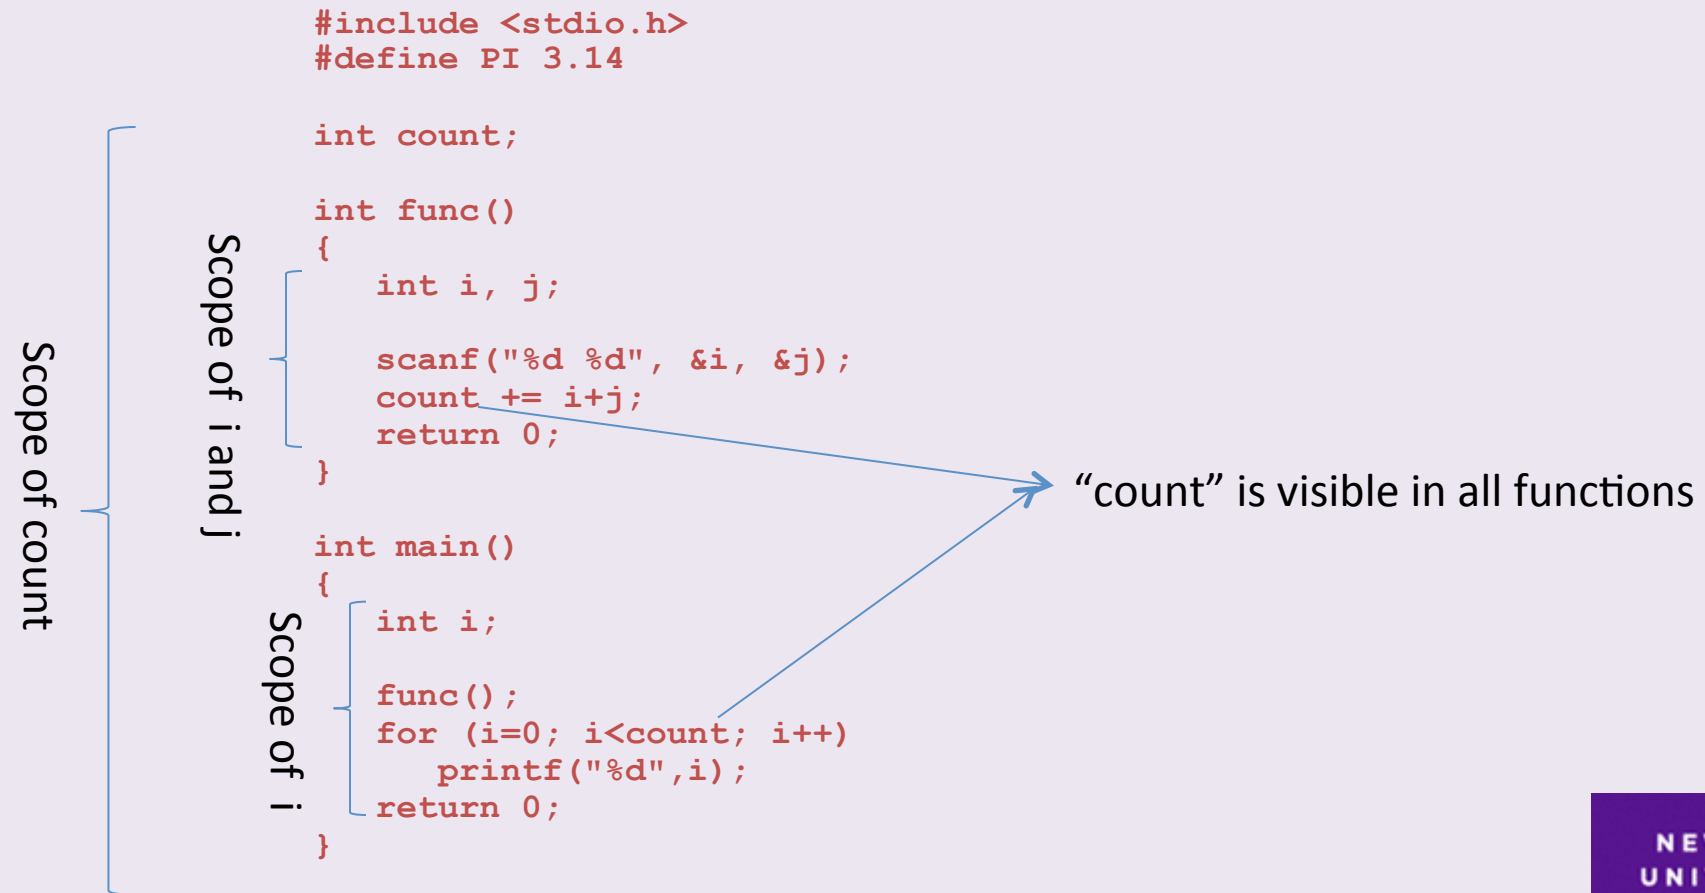 #include <stdio.h>
#define PI 3.14
int count;
int func()
{
int i, j;
scanf("%d %d", &i, &j);
count += i+j;
return 0;
}
int main()
{
int i;
func();
for (i=0; i<count; i++)
printf("%d",i);
return 0;
}
Scope of count
Scope of i and j
Scope of i
“count” is visible in all functions